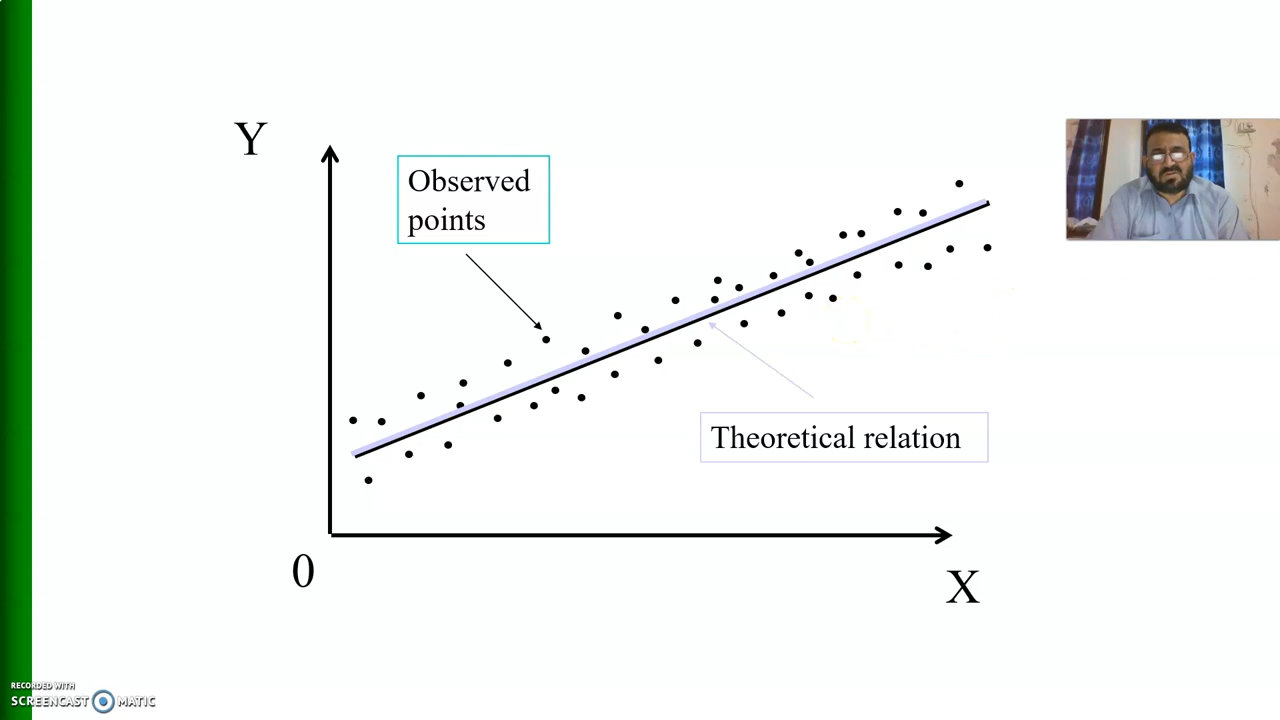 Y
Observed
points
Theoretical relation
0
X
RECORDED WITH
SCREENCAST MATIC